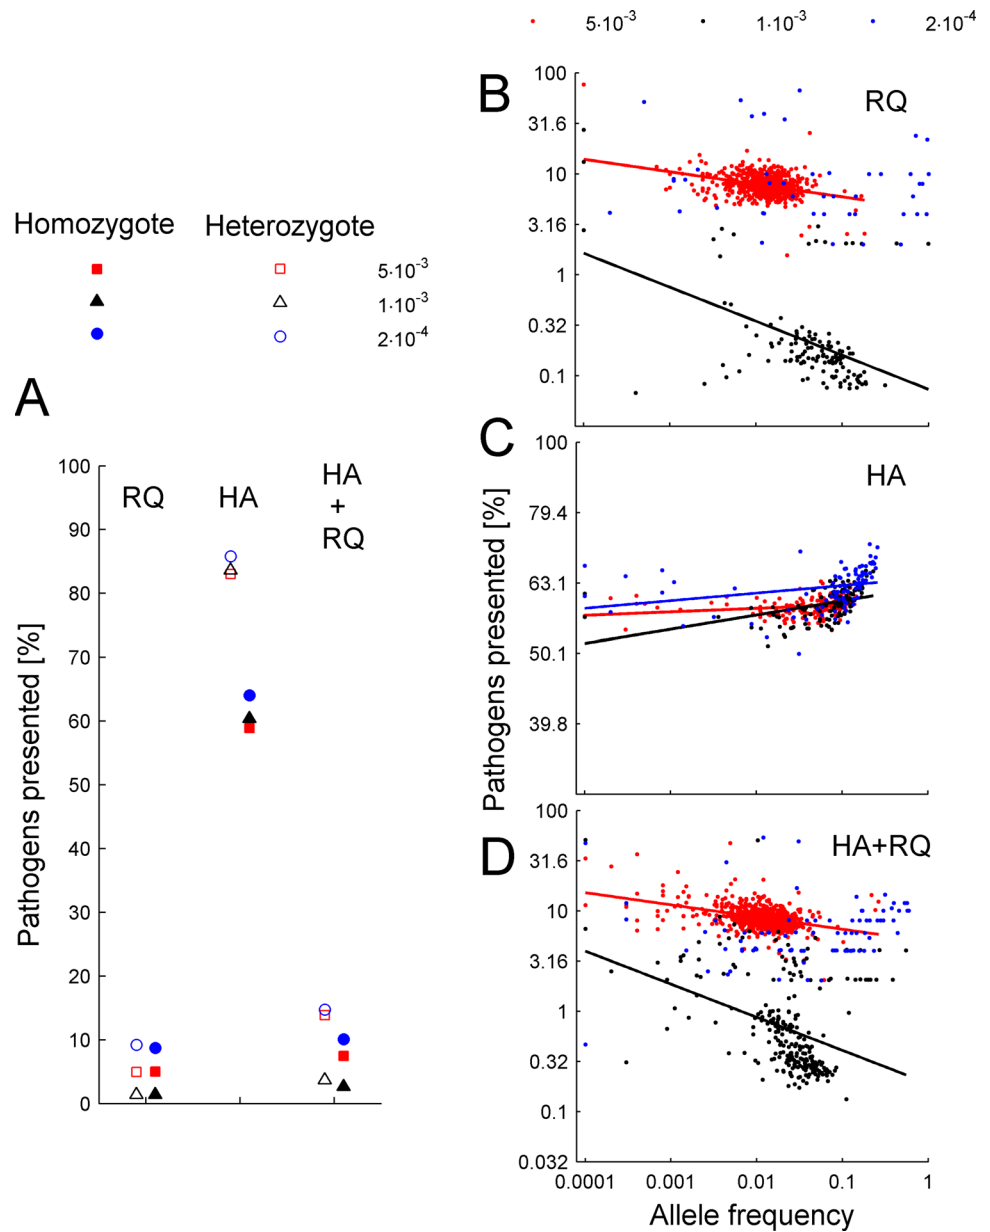 5·10⁻³ 1·10⁻³ 2·10⁻⁴
Homozygote Heterozygote
5·10⁻³
1·10⁻³
2·10⁻⁴
A
100
90
80
70
60
50
40
30
20
10
0
Pathogens presented [%]
RQ HA HA
+
RQ
B
RQ
100
31.6
10
3.16
1
0.32
0.1
C
HA
100
79.4
63.1
50.1
39.8
Pathogens presented [%]
D
HA+RQ
100
31.6
10
3.16
1
0.32
0.1
0.032
0.0001 0.001 0.01 0.1 1
Allele frequency